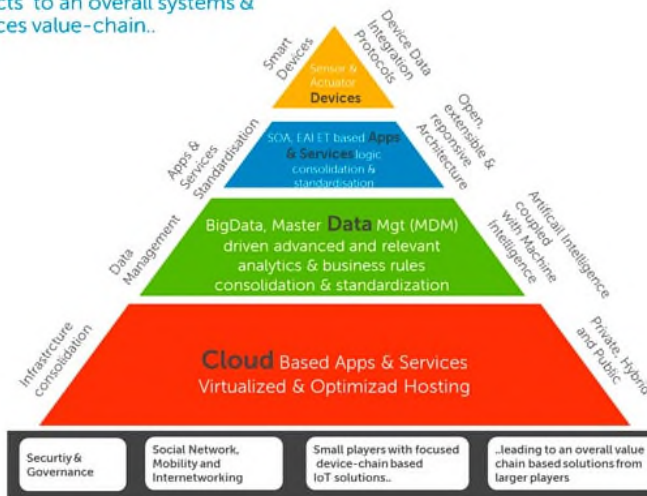 cts to an overall systems &
ces value-chain..
Smart
Devices
Sensor &
Actuator
Devices
Device Data
Integration
Protocols
Apps &
Services
Standardisation
SOA, EAI ET based Apps
& Services logic
consolidation &
standardisation
Open,
extensible &
reponsive
Architecture
Data
Management
BigData, Master Data Mgt (MDM)
driven advanced and relevant
analytics & business rules
consolidation & standardization
Artificail Intelligence
coupled
with Machine
Intelligence
Infrastrcture
consolidation
Cloud Based Apps & Services
Virtualized & Optimizad Hosting
Private, Hybrid
and Public
Securtiy &
Governance
Social Network,
Mobility and
Internetworking
Small players with focused
device-chain based
IoT solutions..
..leading to an overall value
chain based solutions from
larger players